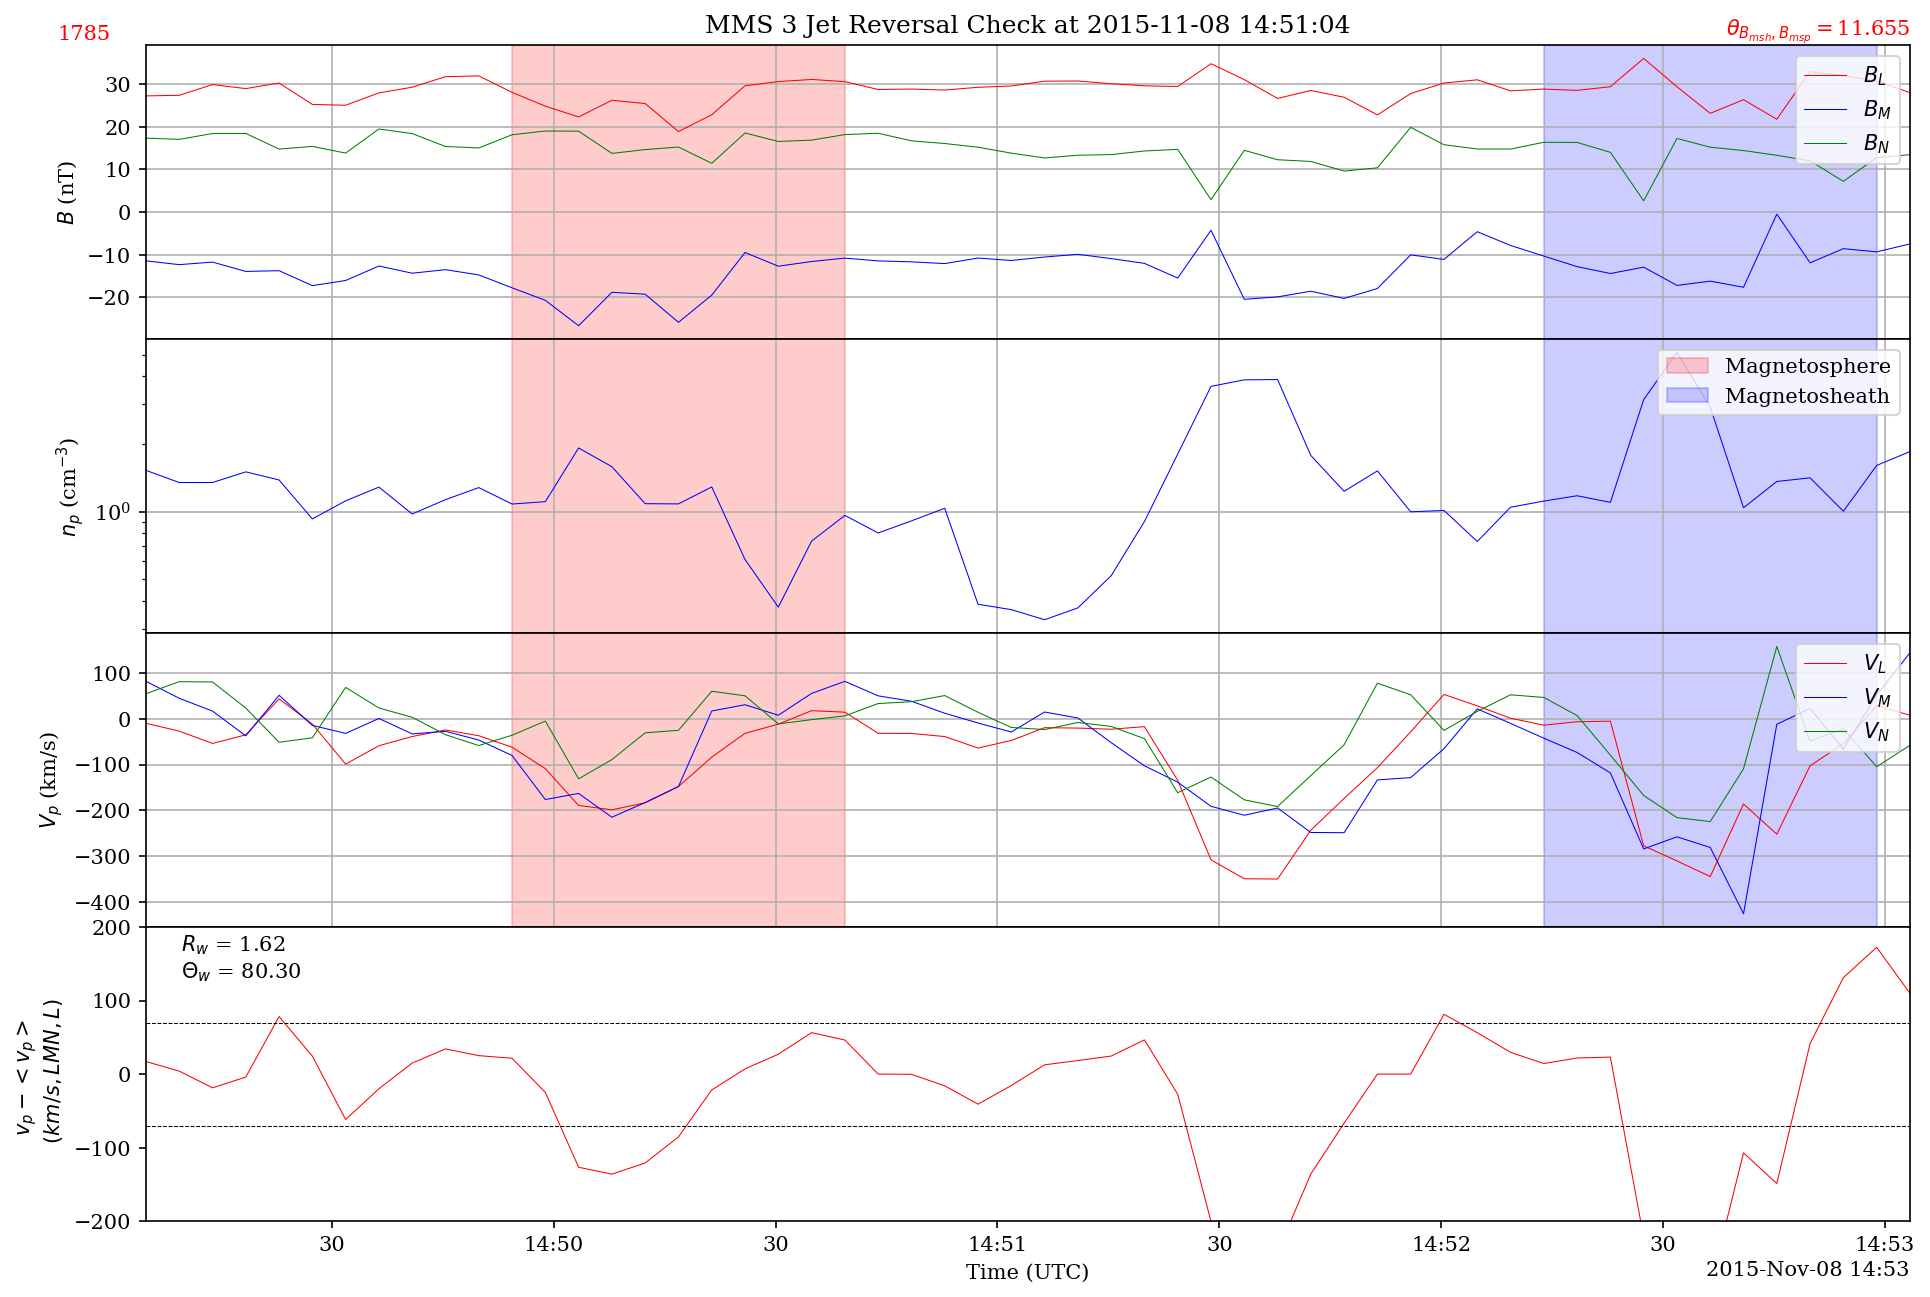 1785
MMS 3 Jet Reversal Check at 2015-11-08 14:51:04
θ_{B_{msh}, B_{msp}} = 11.655
30
20
10
0
−10
−20
B (nT)
B_L
B_M
B_N
10^0
n_p (cm^{−3})
Magnetosphere
Magnetosheath
100
0
−100
−200
−300
−400
V_p (km/s)
V_L
V_M
V_N
200
100
0
−100
−200
v_p − < v_p >
(km/s, LMN, L)
R_w = 1.62
Θ_w = 80.30
30 14:50 30 14:51 30 14:52 30 14:53
Time (UTC)
2015-Nov-08 14:53